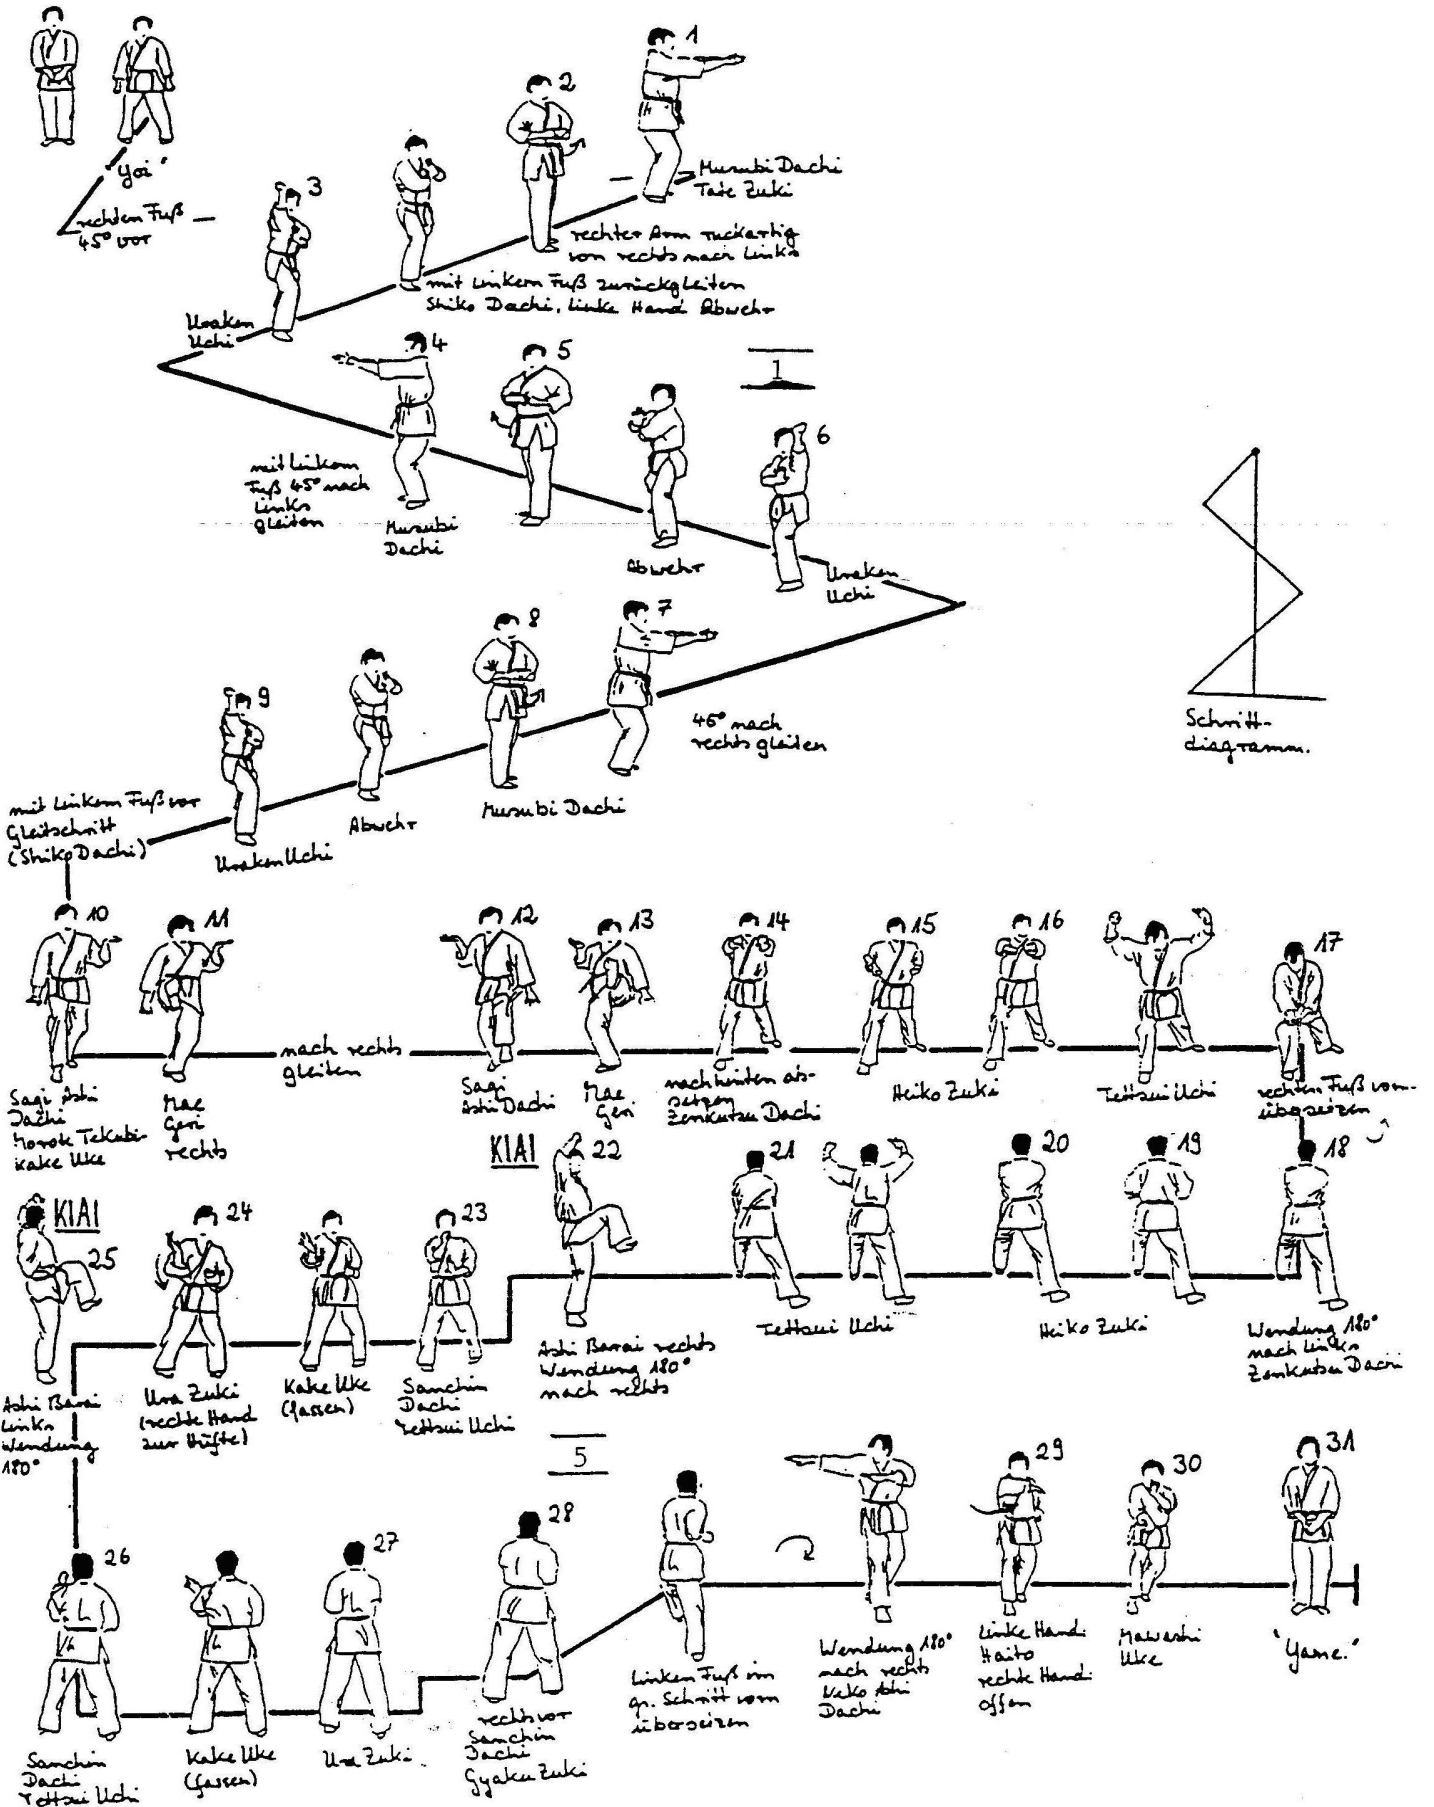 "Yoi"
rechten Fuß
45° vor
1
Musubi Dachi
Tate Zuki
2
rechter Arm ruckartig
von rechts nach links
mit linkem Fuß zurückgleiten
Shiko Dachi, linke Hand Abwehr
3
Uraken
Uchi
4
mit linkem
Fuß 45° nach
links
gleiten
Musubi
Dachi
5
1
Abwehr
6
Uraken
Uchi
7
45° nach
rechts gleiten
8
Musubi Dachi
Abwehr
9
Uraken Uchi
Schritt-
diagramm.
mit linkem Fuß vor
Gleitschritt
(Shiko Dachi)
10
Sagi Ashi
Dachi
Morote Tekubi
Kake Uke
11
Mae
Geri
rechts
nach rechts
gleiten
12
Sagi
Ashi Dachi
13
Mae
Geri
14
nach hinten ab-
setzen
Zenkutsu Dachi
15
16
Heiko Zuki
Tettsui Uchi
17
rechten Fuß vorn-
übersetzen
18
Wendung 180°
nach links
Zenkutsu Dachi
19
20
Heiko Zuki
21
Tettsui Uchi
KIAI
22
Ashi Barai rechts
Wendung 180°
nach rechts
23
Sanchin
Dachi
Tettsui Uchi
Kake Uke
(fassen)
24
Ura Zuki
(rechte Hand
zur Hüfte)
KIAI
25
Ashi Barai
links
Wendung
180°
5
26
Sanchin
Dachi
Tettsui Uchi
Kake Uke
(fassen)
27
Ura Zuki
28
rechts vor
Sanchin
Dachi
Gyaku Zuki
linken Fuß im
gr. Schritt vorn
übersetzen
Wendung 180°
nach rechts
Neko Ashi
Dachi
29
linke Hand
Haito
rechte Hand
offen
30
Mawashi
Uke
31
"Yame."